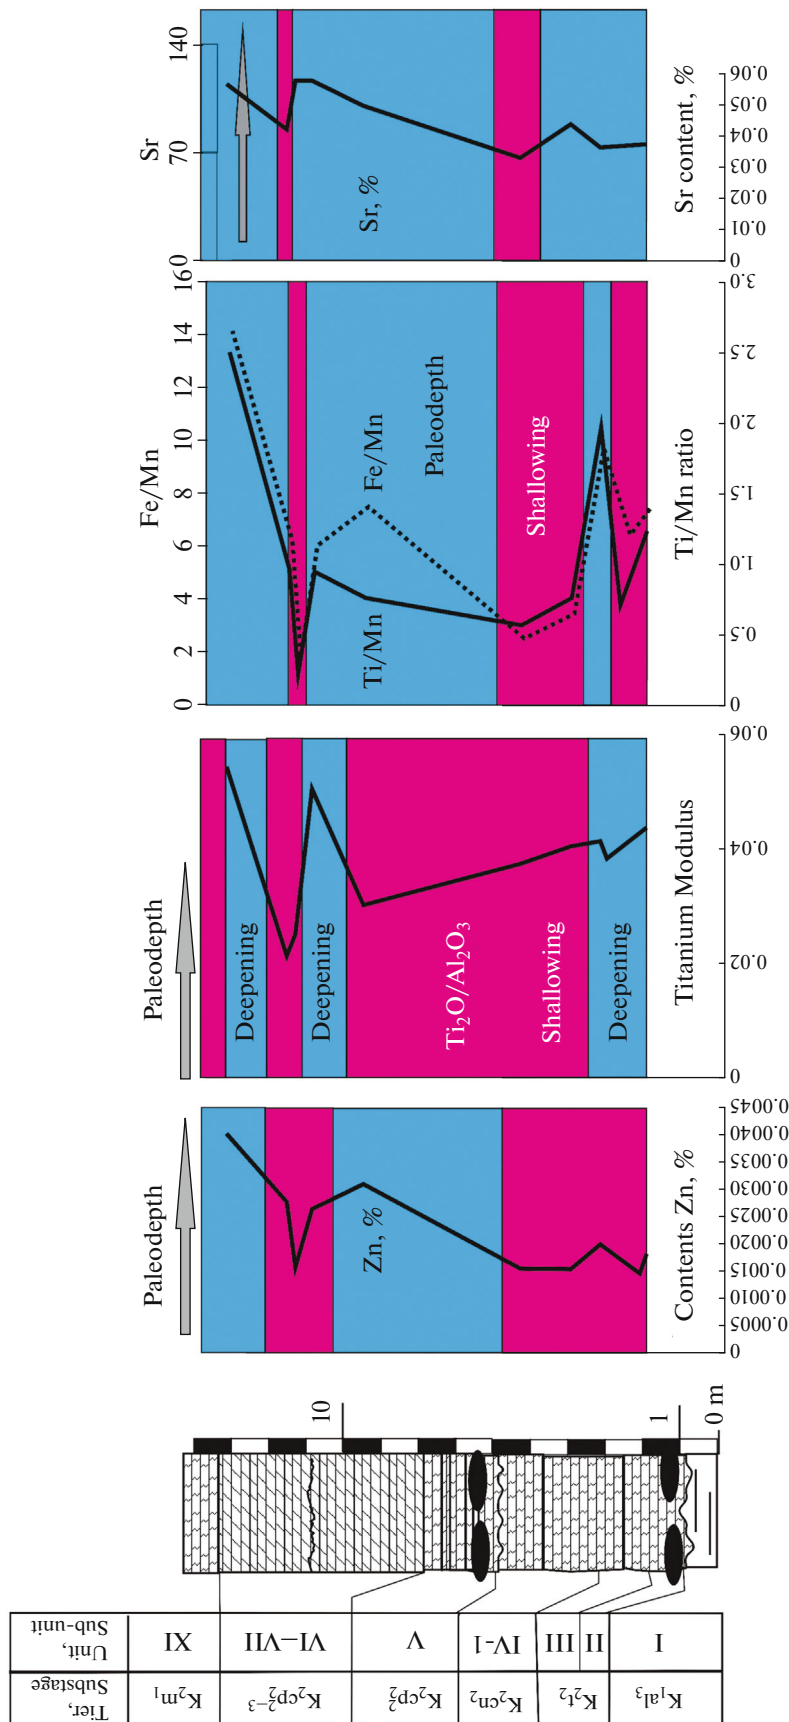 Sr
0
70
140
Sr, %
Sr content, %
0
0.01
0.02
0.03
0.04
0.05
0.06
Fe/Mn
0
2
4
6
8
10
12
14
16
Ti/Mn
Fe/Mn
Paleodepth
Shallowing
Ti/Mn ratio
0
0.5
1.0
1.5
2.0
2.5
3.0
Paleodepth
Deepening
Deepening
Ti₂O/Al₂O₃
Shallowing
Deepening
Titanium Modulus
0
0.02
0.04
0.06
Paleodepth
Zn, %
Contents Zn, %
0
0.0005
0.0010
0.0015
0.0020
0.0025
0.0030
0.0035
0.0040
0.0045
10
1
0 m
Unit,
Sub-unit
XI
VI–VII
V
IV-1
III
II
I
Tier,
Substage
K₂m₁
K₂cp₂²⁻³
K₂cp₂²
K₂cn₂
K₂t₂
K₁al₃